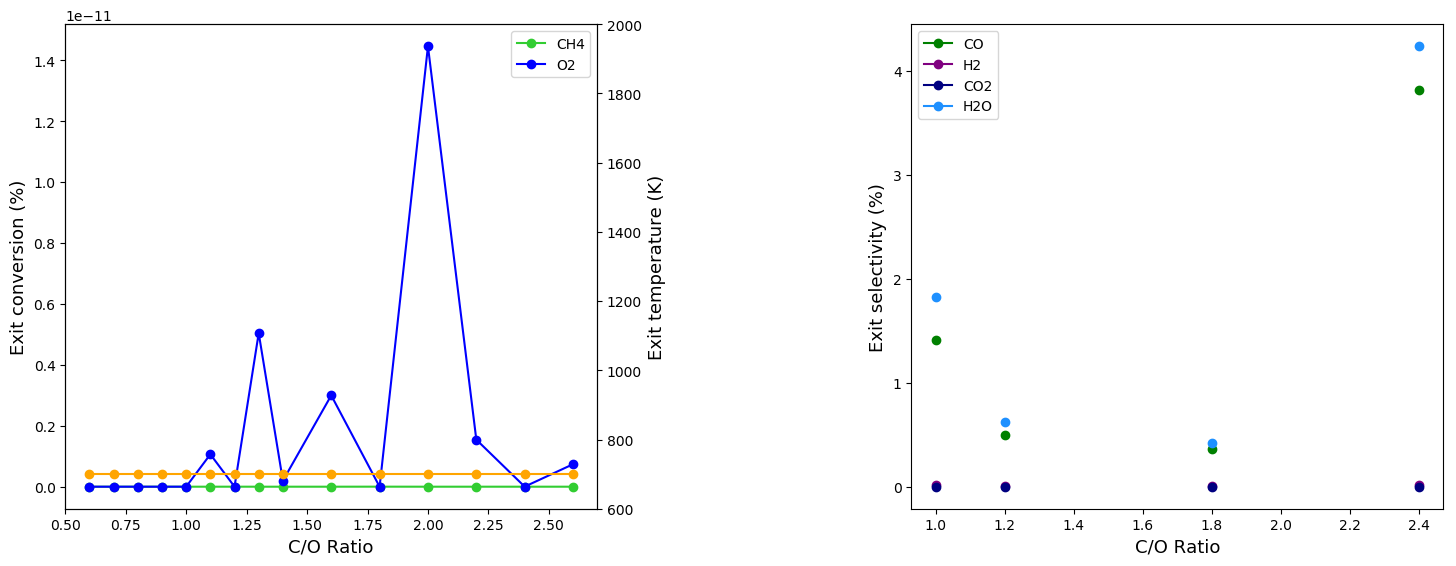 1e−11
1.4
1.2
1.0
0.8
0.6
0.4
0.2
0.0
Exit conversion (%)
0.50 0.75 1.00 1.25 1.50 1.75 2.00 2.25 2.50
C/O Ratio
CH4
O2
2000
1800
1600
1400
1200
1000
800
600
Exit temperature (K)
Exit selectivity (%)
4
3
2
1
0
CO
H2
CO2
H2O
1.0 1.2 1.4 1.6 1.8 2.0 2.2 2.4
C/O Ratio